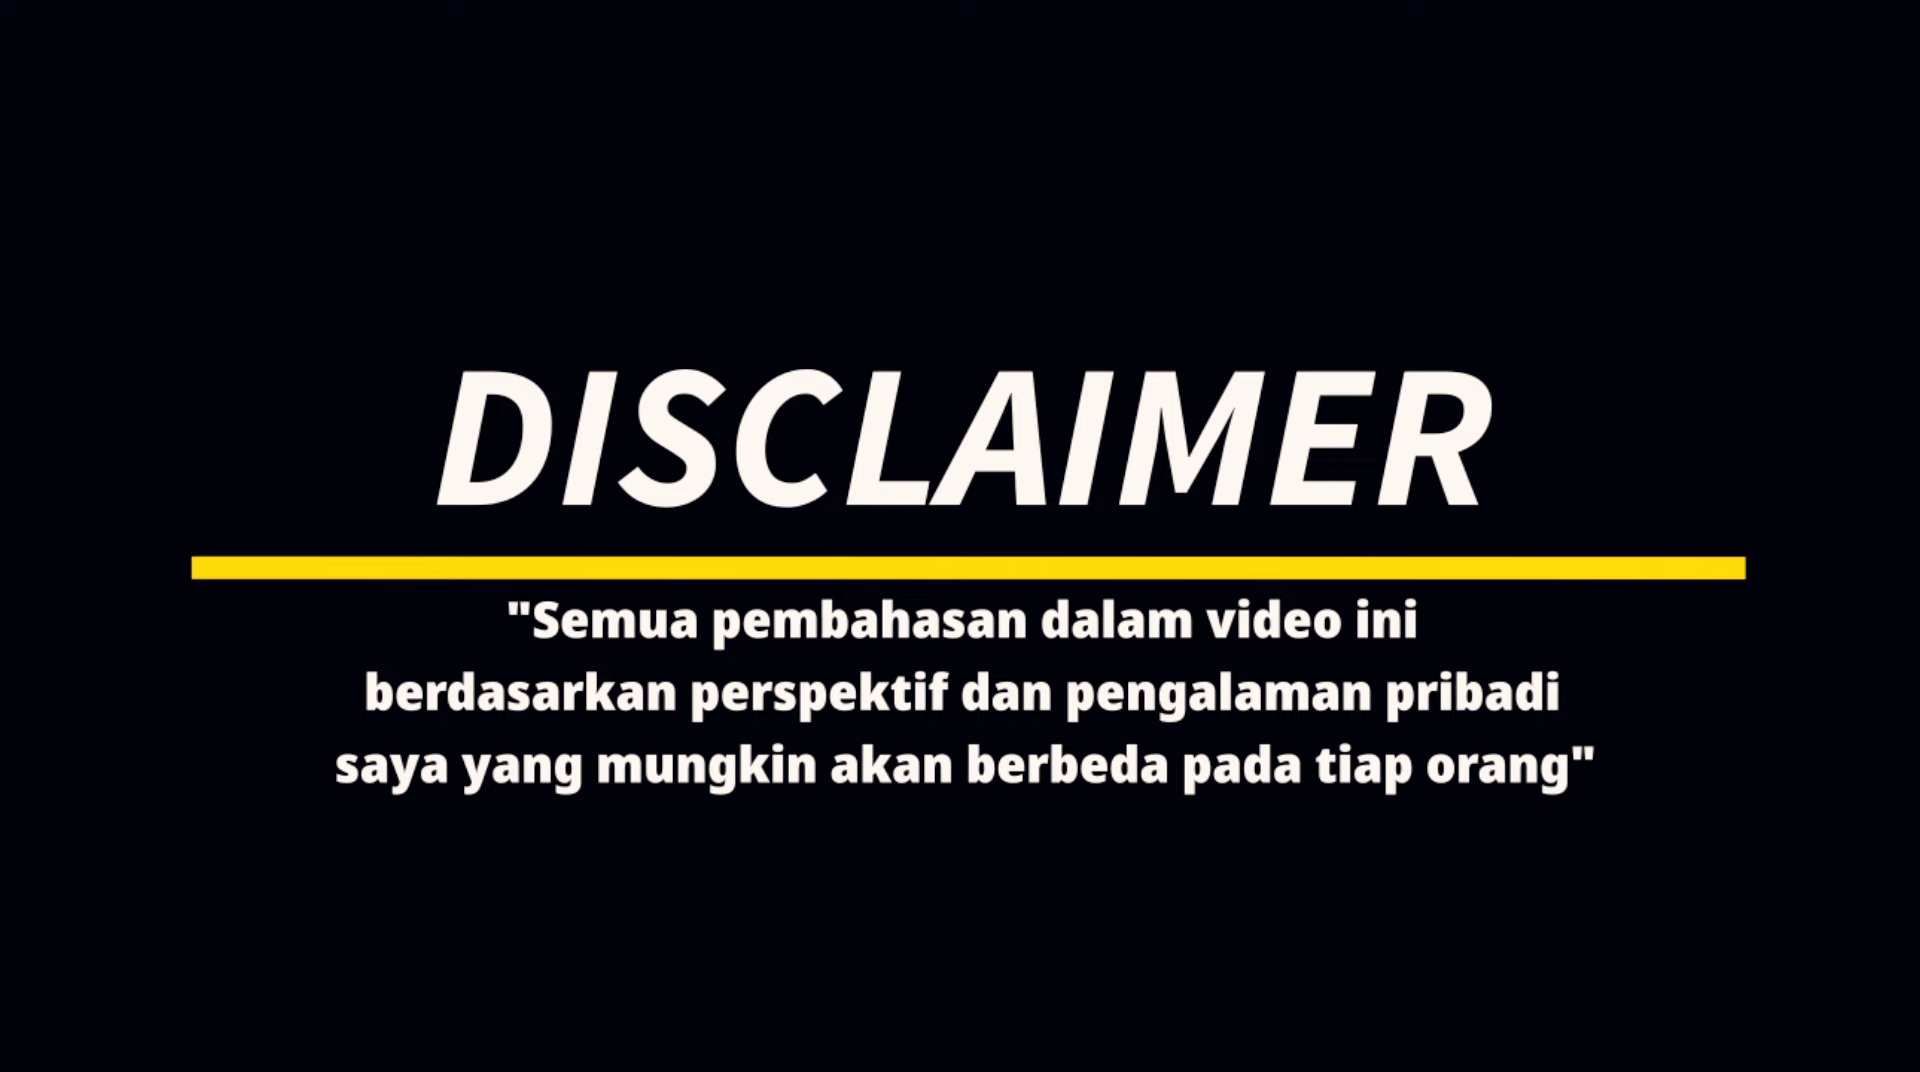 DISCLAIMER
"Semua pembahasan dalam video ini
berdasarkan perspektif dan pengalaman pribadi
saya yang mungkin akan berbeda pada tiap orang"